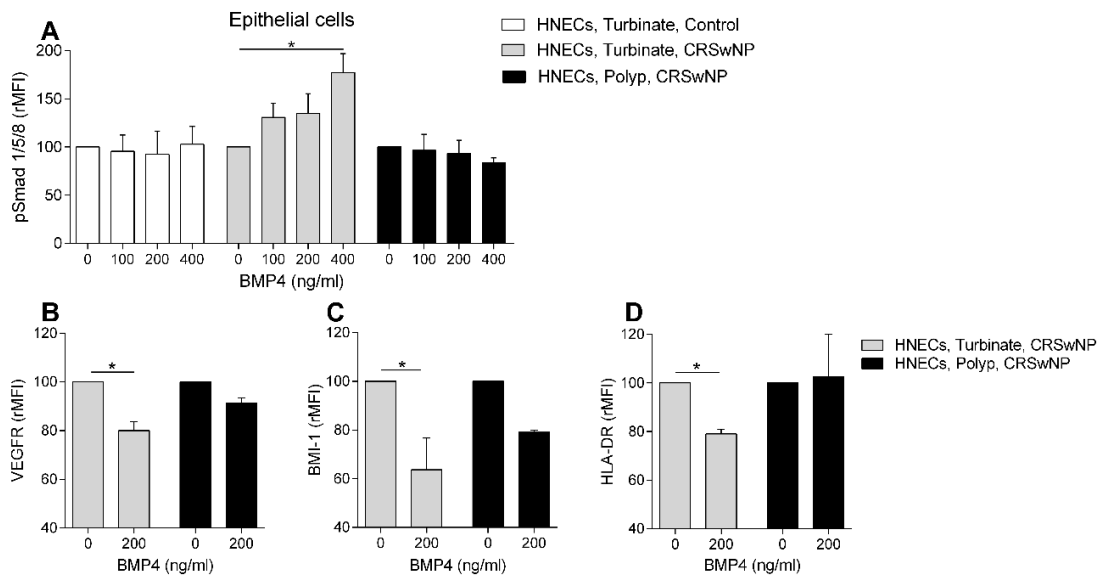 A
Epithelial cells
HNECs, Turbinate, Control
HNECs, Turbinate, CRSwNP
HNECs, Polyp, CRSwNP
pSmad 1/5/8 (rMFI)
200
150
100
50
0
*
0 100 200 400 0 100 200 400 0 100 200 400
BMP4 (ng/ml)
B
VEGFR (rMFI)
120
100
80
60
40
*
0 200 0 200
BMP4 (ng/ml)
C
BMI-1 (rMFI)
120
100
80
60
40
*
0 200 0 200
BMP4 (ng/ml)
D
HLA-DR (rMFI)
120
100
80
60
40
*
0 200 0 200
BMP4 (ng/ml)
HNECs, Turbinate, CRSwNP
HNECs, Polyp, CRSwNP